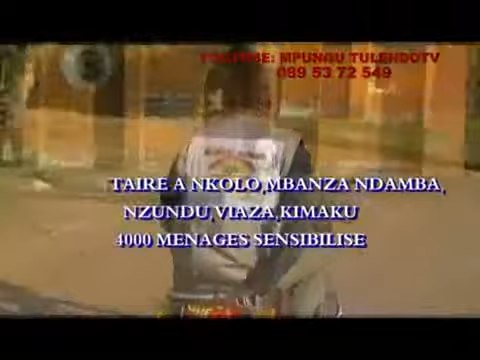 YOUTUBE: MPUNGU TULENDOTV
089 53 72 549
TAIRE A NKOLO,MBANZA NDAMBA,
NZUNDU,VIAZA,KIMAKU
4000 MENAGES SENSIBILISE